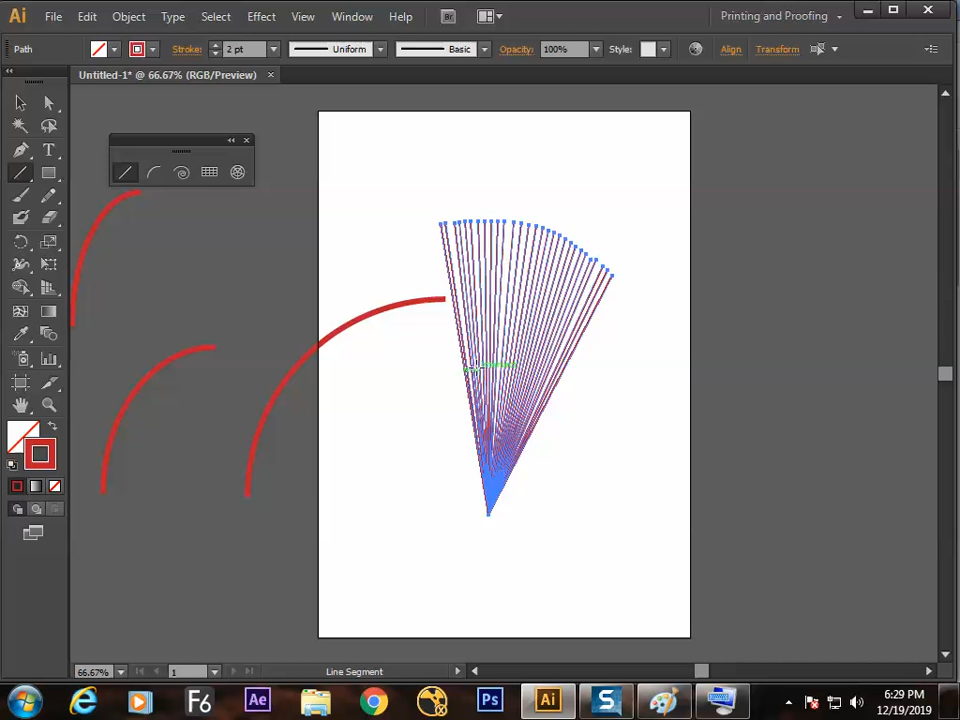 Ai File Edit Object Type Select Effect View Window Help Br Printing and Proofing
Path Stroke: 2 pt Uniform Basic Opacity: 100% Style: Align Transform
Untitled-1* @ 66.67% (RGB/Preview)
T
66.67% 1 Line Segment
F6 Ae Ps Ai S
6:29 PM
12/19/2019